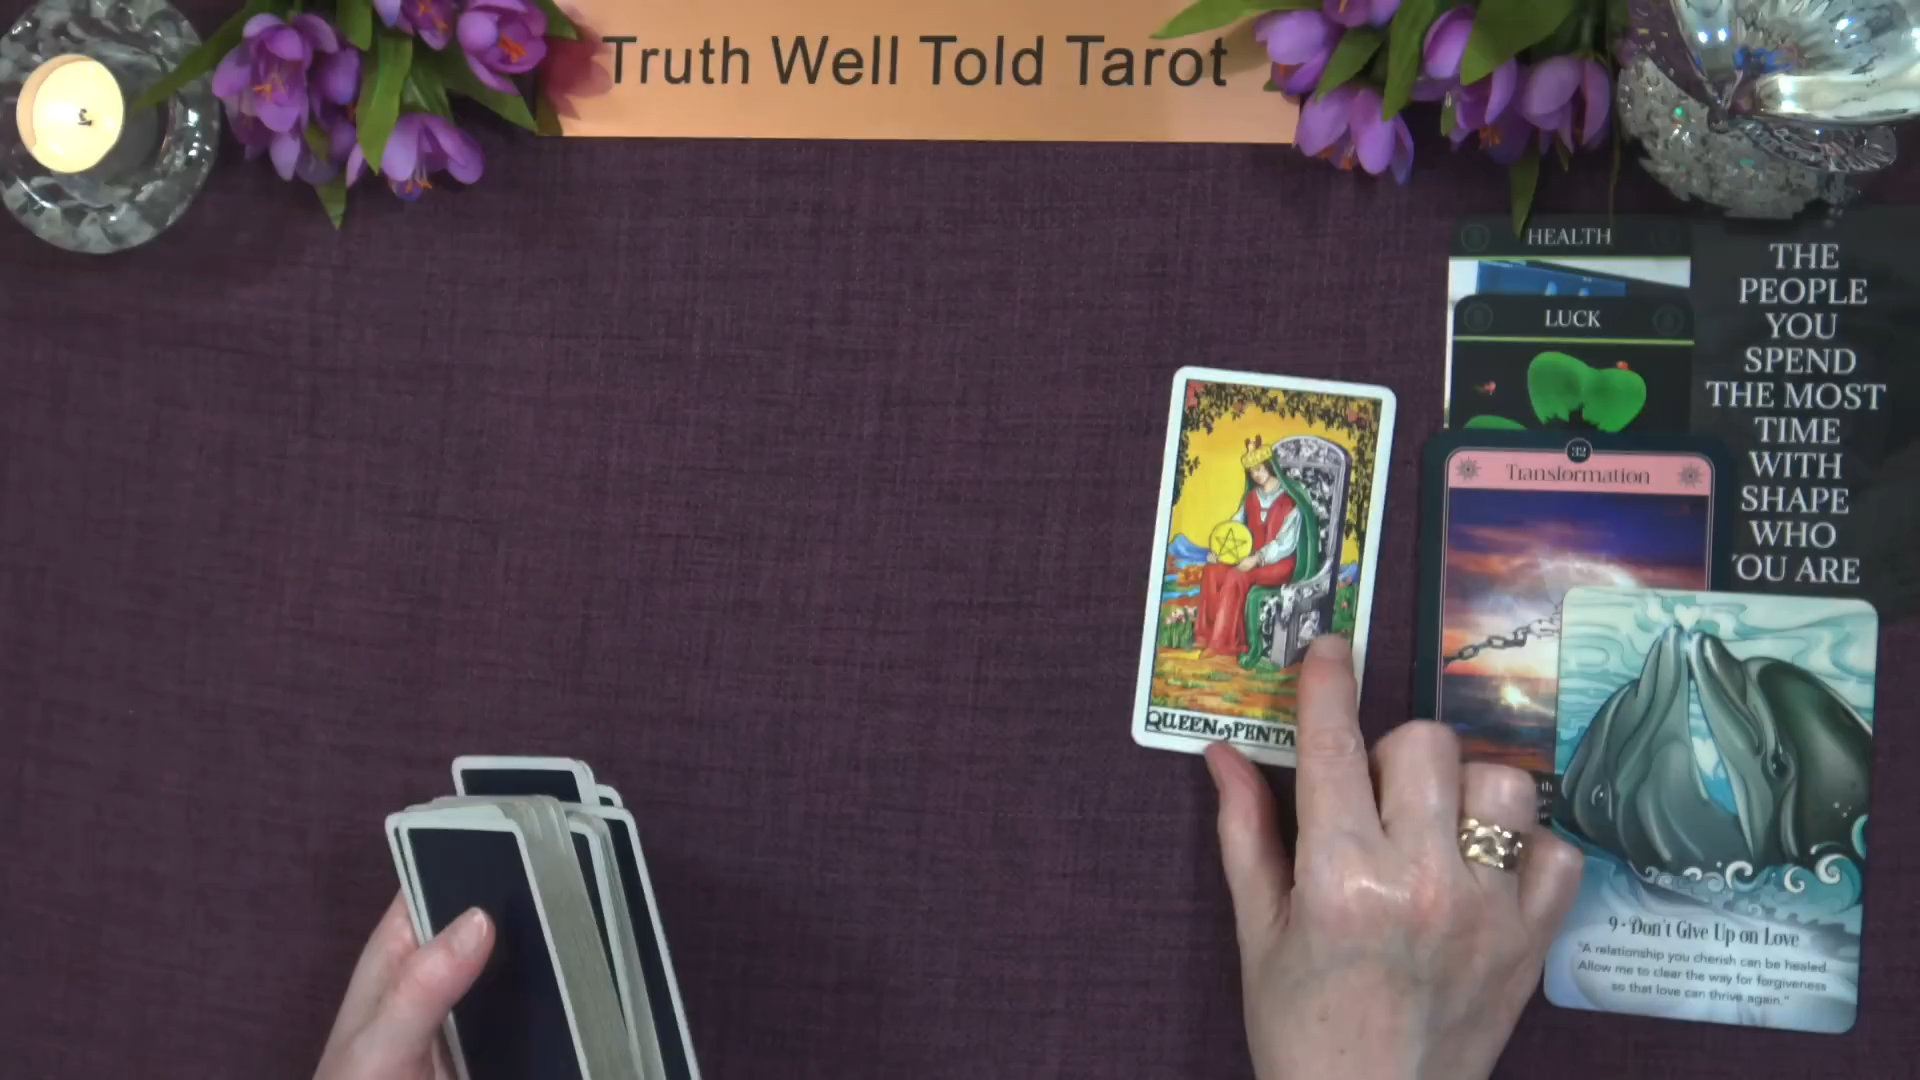 Truth Well Told Tarot
HEALTH
LUCK
THE
PEOPLE
YOU
SPEND
THE MOST
TIME
WITH
SHAPE
WHO
OU ARE
32
Transformation
QUEEN of PENTA
9 - Don't Give Up on Love
"A relationship you cherish can be healed.
Allow me to clear the way for forgiveness
so that love can thrive again."